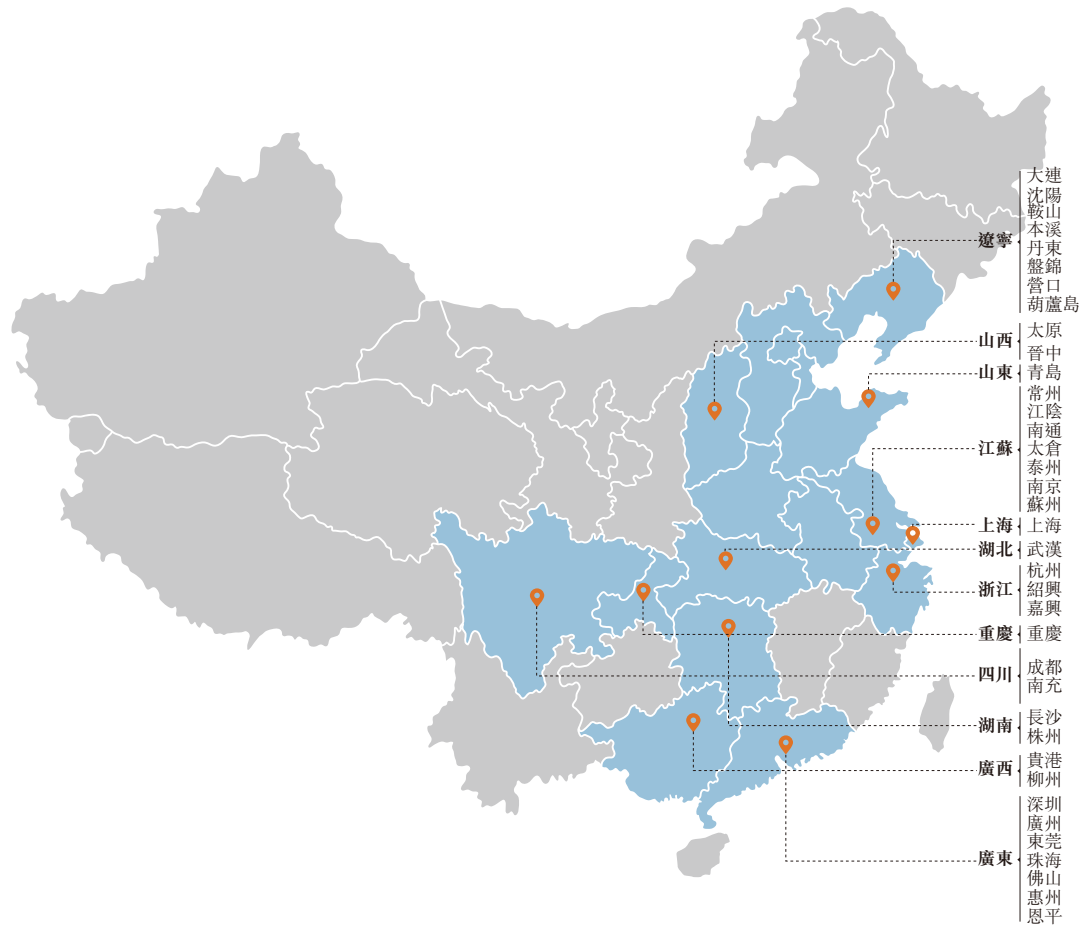 遼寧
大連
沈陽
鞍山
本溪
丹東
盤錦
營口
葫蘆島
山西
太原
晉中
山東
青島
江蘇
常州
江陰
南通
太倉
泰州
南京
蘇州
上海
上海
湖北
武漢
浙江
杭州
紹興
嘉興
重慶
重慶
四川
成都
南充
湖南
長沙
株州
廣西
貴港
柳州
廣東
深圳
廣州
東莞
珠海
佛山
惠州
恩平